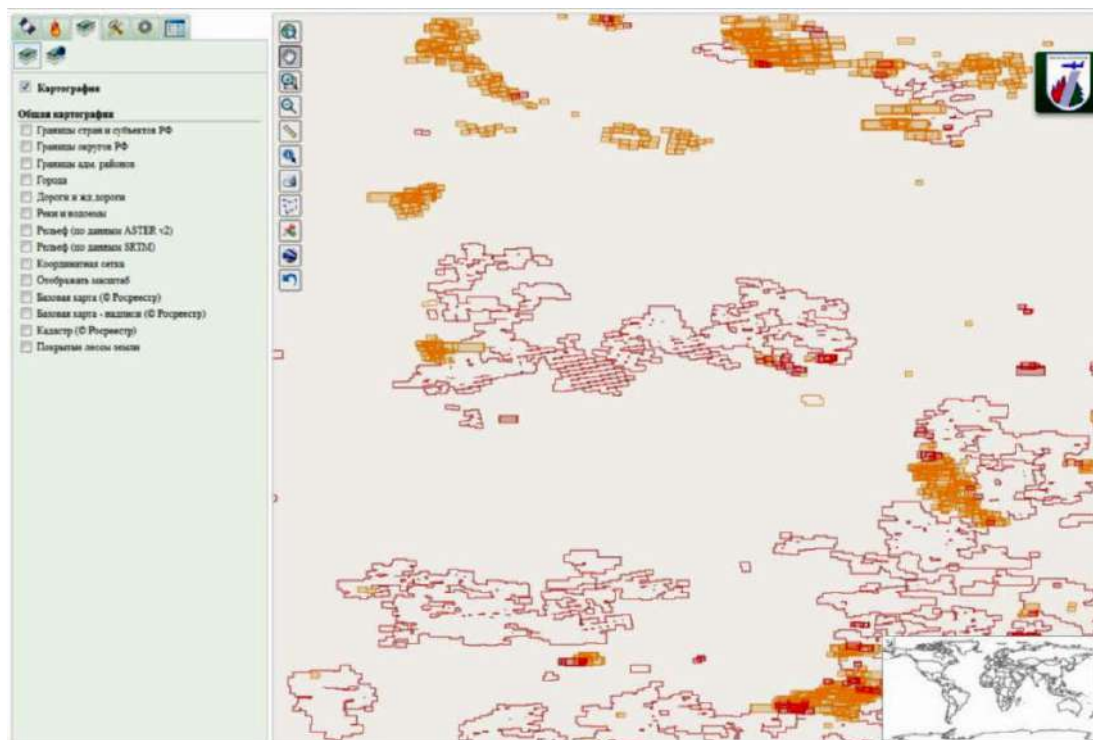 Картография
Общая картография
Границы стран и субъектов РФ
Границы округов РФ
Границы адм. районов
Города
Дороги и жд.дороги
Реки и водоемы
Рельеф (по данным ASTER v2)
Рельеф (по данным SRTM)
Координатная сетка
Отображать масштаб
Базовая карта (© Росреестр)
Базовая карта - надписи (© Росреестр)
Кадастр (© Росреестр)
Покрытые лесом земли